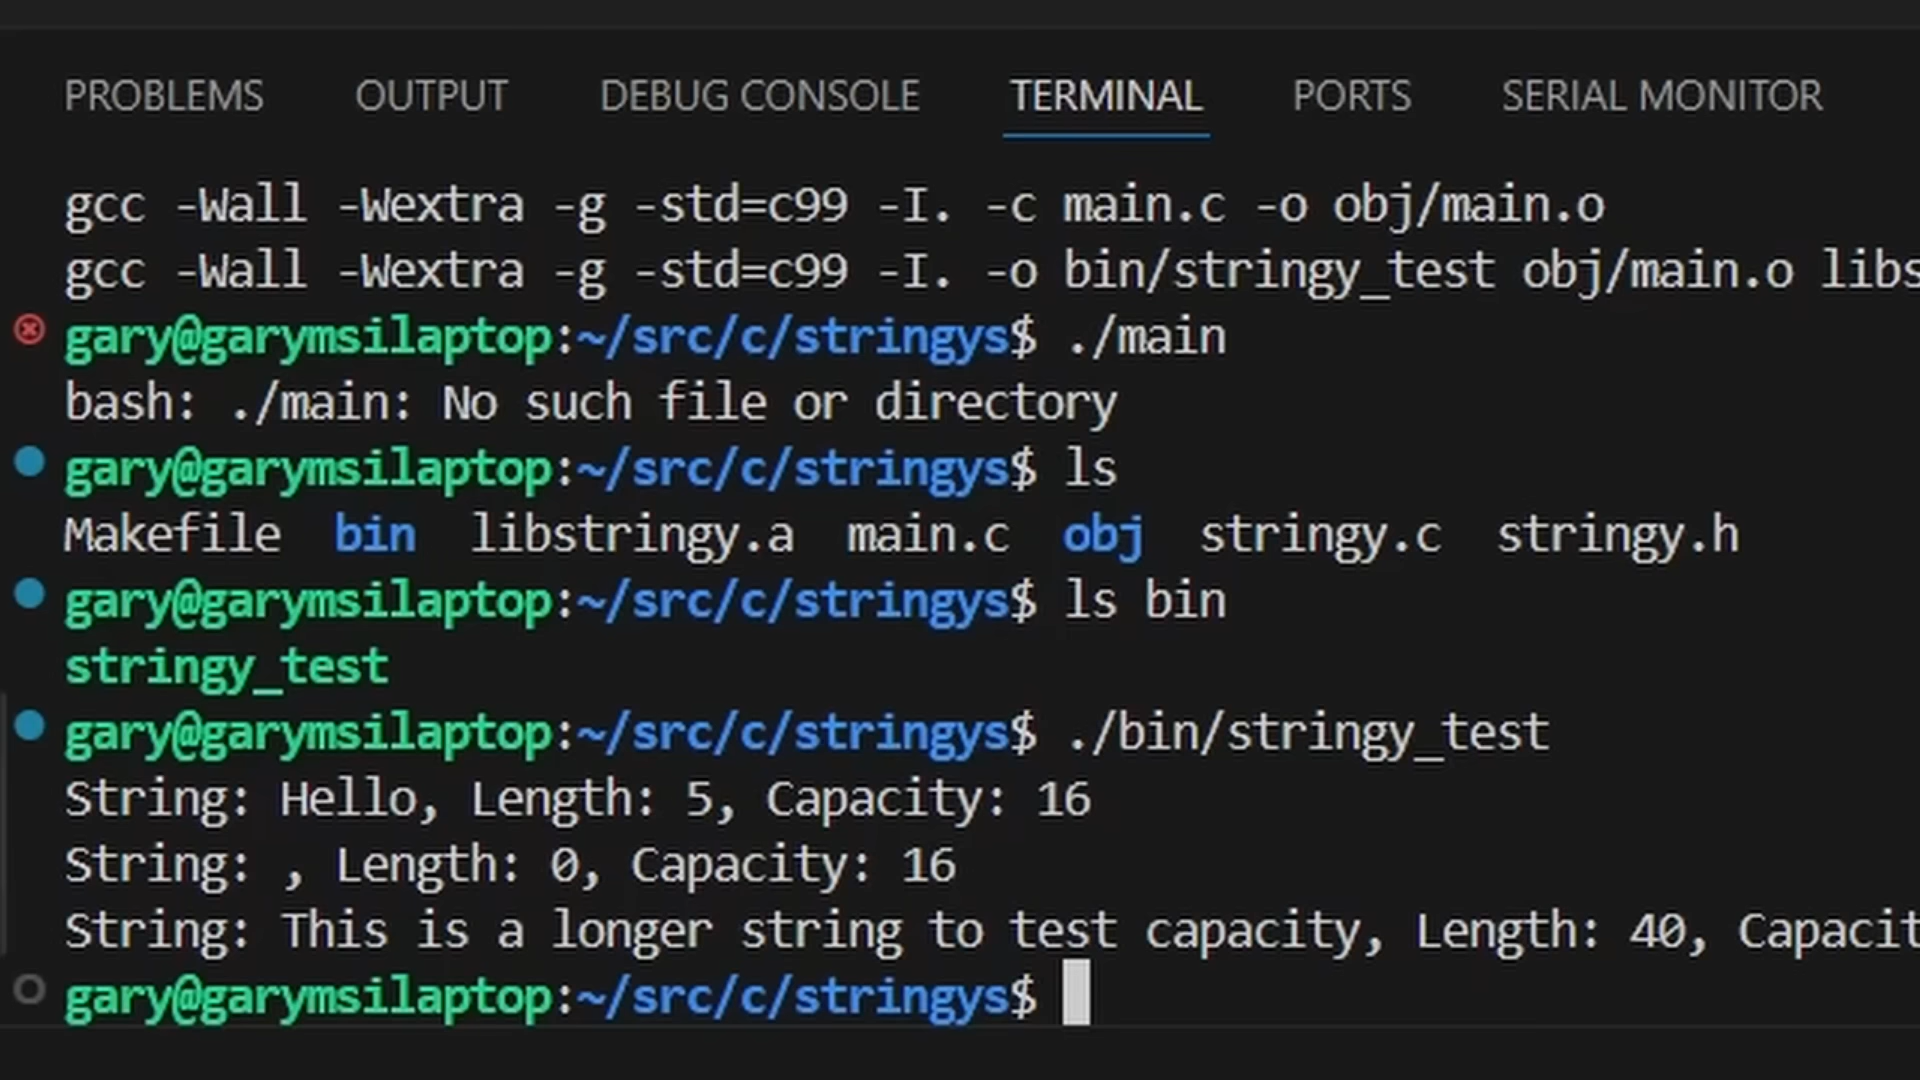 PROBLEMS OUTPUT DEBUG CONSOLE TERMINAL PORTS SERIAL MONITOR
gcc -Wall -Wextra -g -std=c99 -I. -c main.c -o obj/main.o
gcc -Wall -Wextra -g -std=c99 -I. -o bin/stringy_test obj/main.o libs
gary@garymsilaptop:~/src/c/stringys$ ./main
bash: ./main: No such file or directory
gary@garymsilaptop:~/src/c/stringys$ ls
Makefile bin libstringy.a main.c obj stringy.c stringy.h
gary@garymsilaptop:~/src/c/stringys$ ls bin
stringy_test
gary@garymsilaptop:~/src/c/stringys$ ./bin/stringy_test
String: Hello, Length: 5, Capacity: 16
String: , Length: 0, Capacity: 16
String: This is a longer string to test capacity, Length: 40, Capacit
gary@garymsilaptop:~/src/c/stringys$